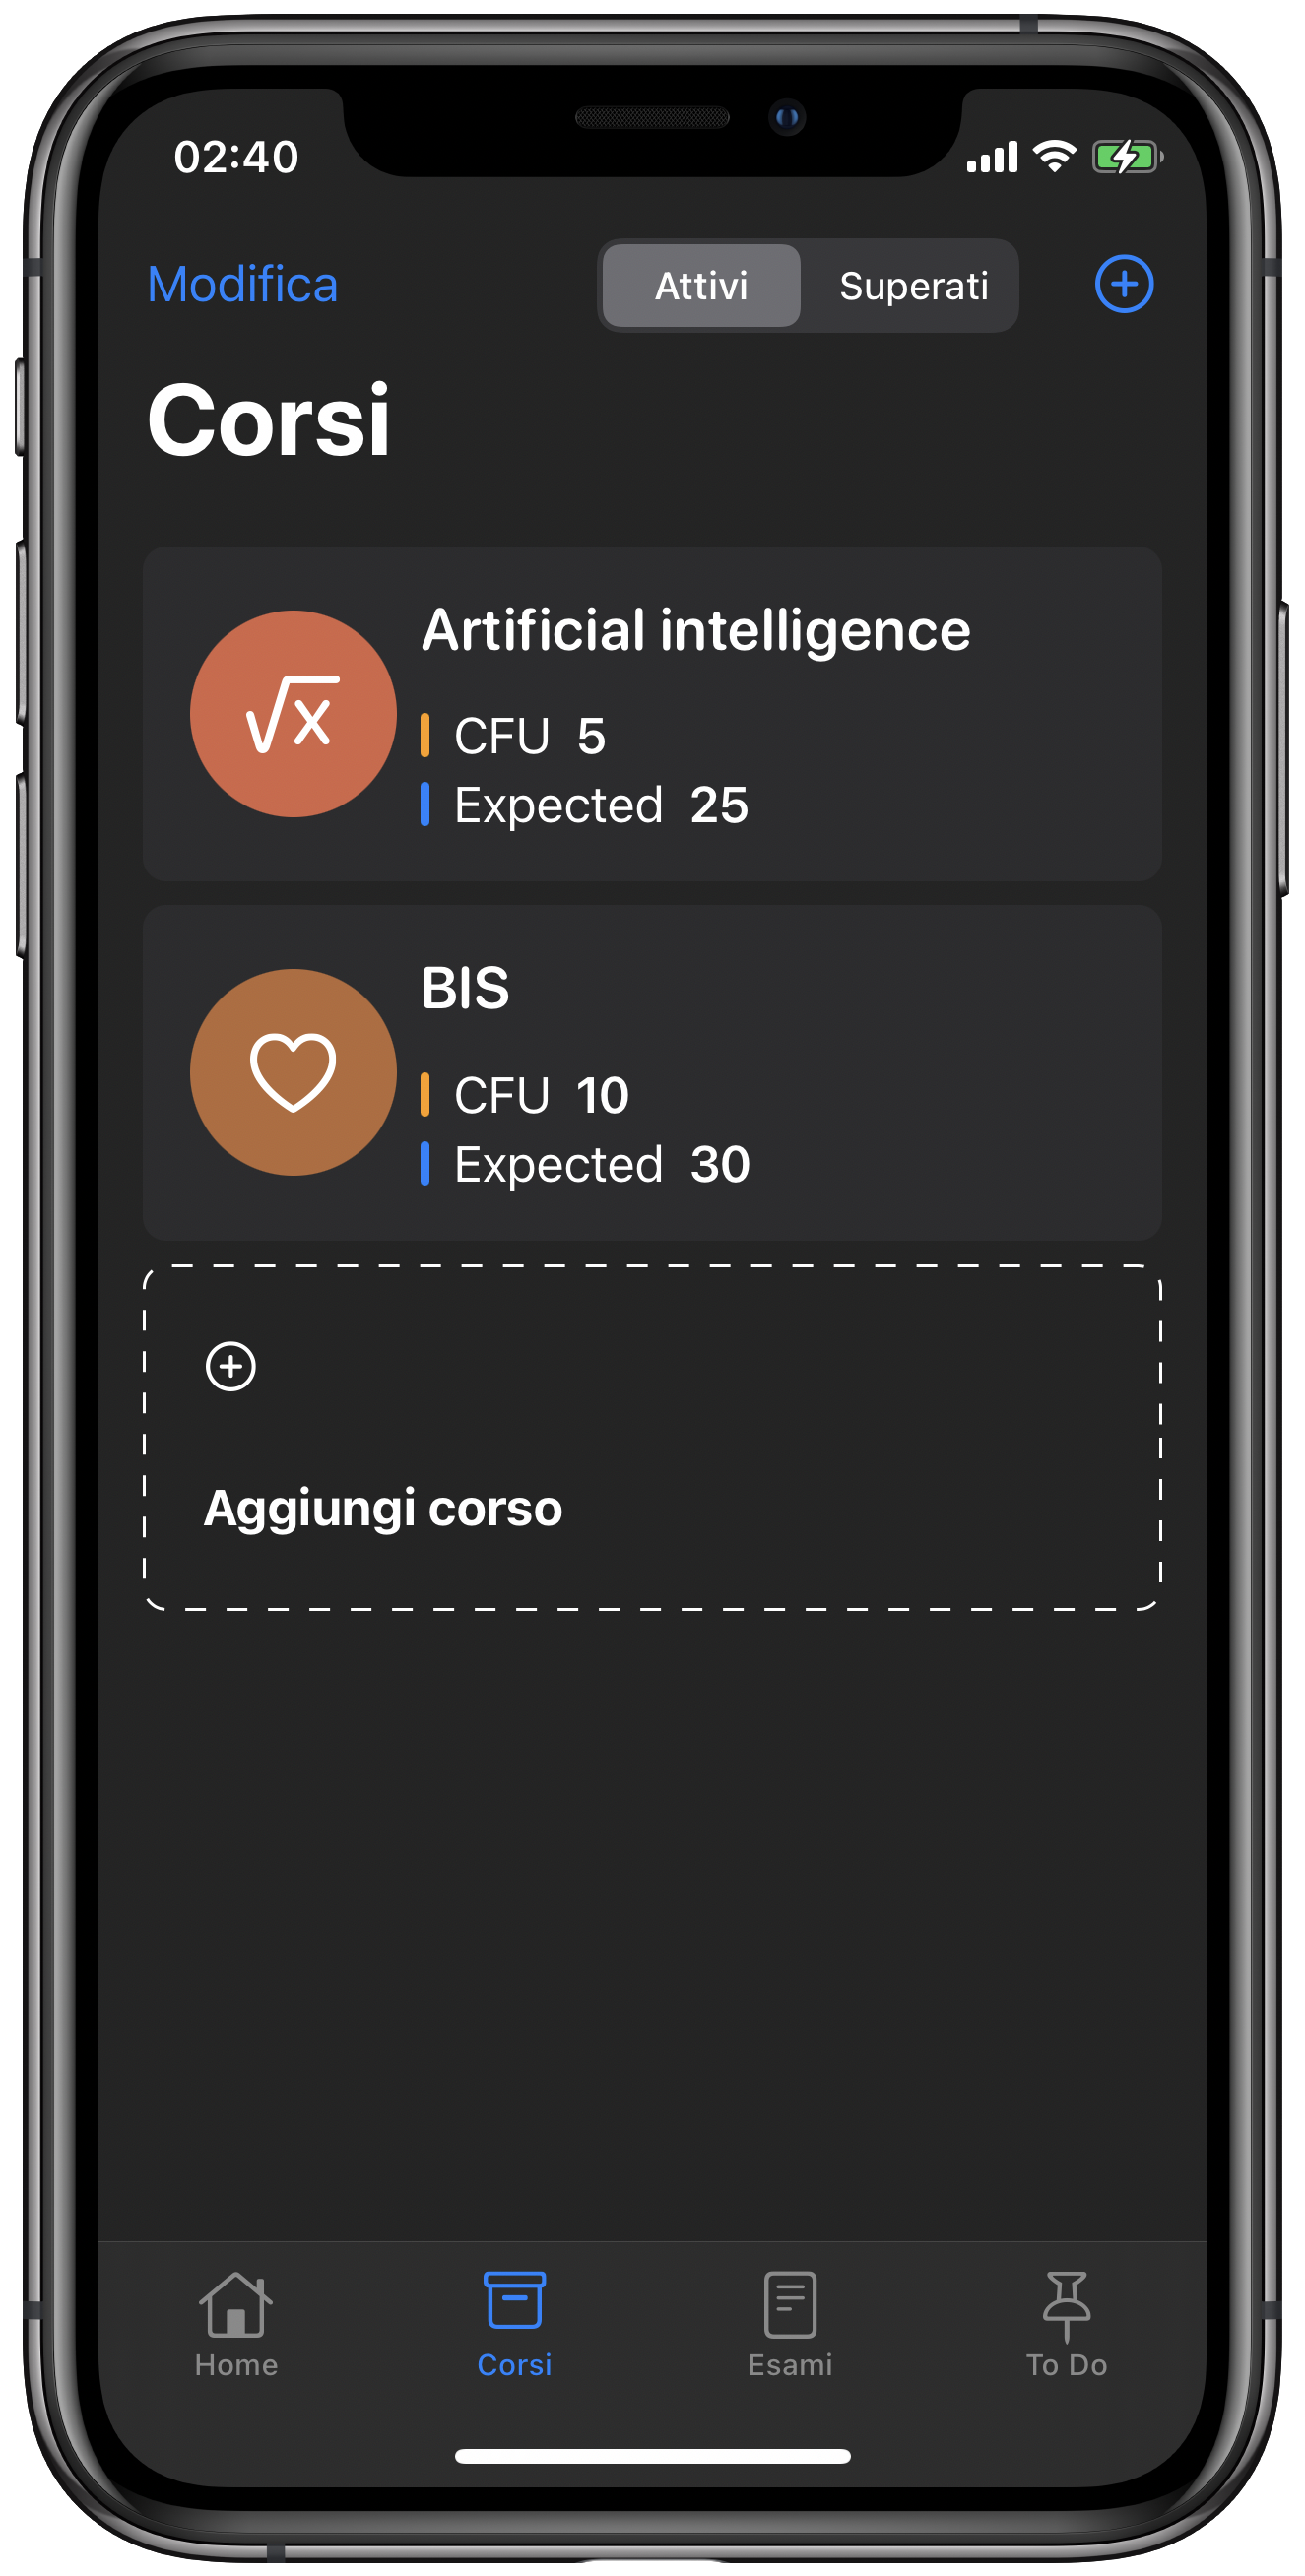 02:40
Modifica
Attivi
Superati
Corsi
Artificial intelligence
CFU 5
Expected 25
BIS
CFU 10
Expected 30
Aggiungi corso
Home
Corsi
Esami
To Do